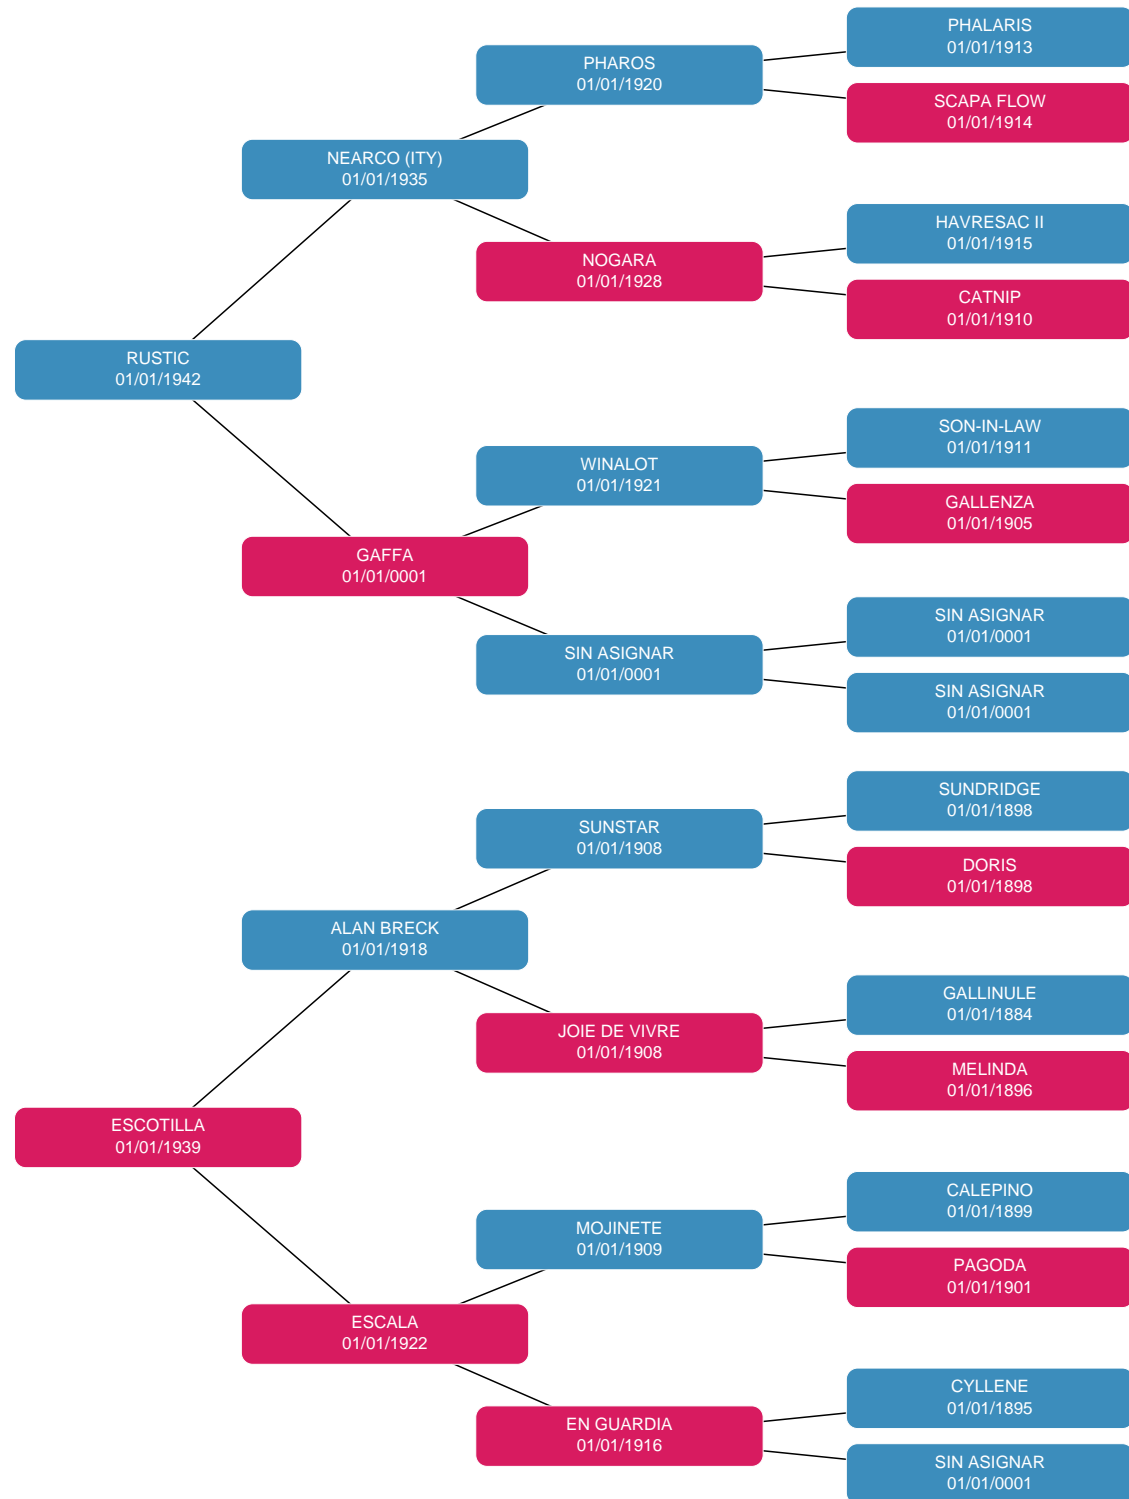 PHALARIS
01/01/1913
PHAROS
01/01/1920
SCAPA FLOW
01/01/1914
NEARCO (ITY)
01/01/1935
HAVRESAC II
01/01/1915
NOGARA
01/01/1928
CATNIP
01/01/1910
RUSTIC
01/01/1942
SON-IN-LAW
01/01/1911
WINALOT
01/01/1921
GALLENZA
01/01/1905
GAFFA
01/01/0001
SIN ASIGNAR
01/01/0001
SIN ASIGNAR
01/01/0001
SIN ASIGNAR
01/01/0001
SUNDRIDGE
01/01/1898
SUNSTAR
01/01/1908
DORIS
01/01/1898
ALAN BRECK
01/01/1918
GALLINULE
01/01/1884
JOIE DE VIVRE
01/01/1908
MELINDA
01/01/1896
ESCOTILLA
01/01/1939
CALEPINO
01/01/1899
MOJINETE
01/01/1909
PAGODA
01/01/1901
ESCALA
01/01/1922
CYLLENE
01/01/1895
EN GUARDIA
01/01/1916
SIN ASIGNAR
01/01/0001